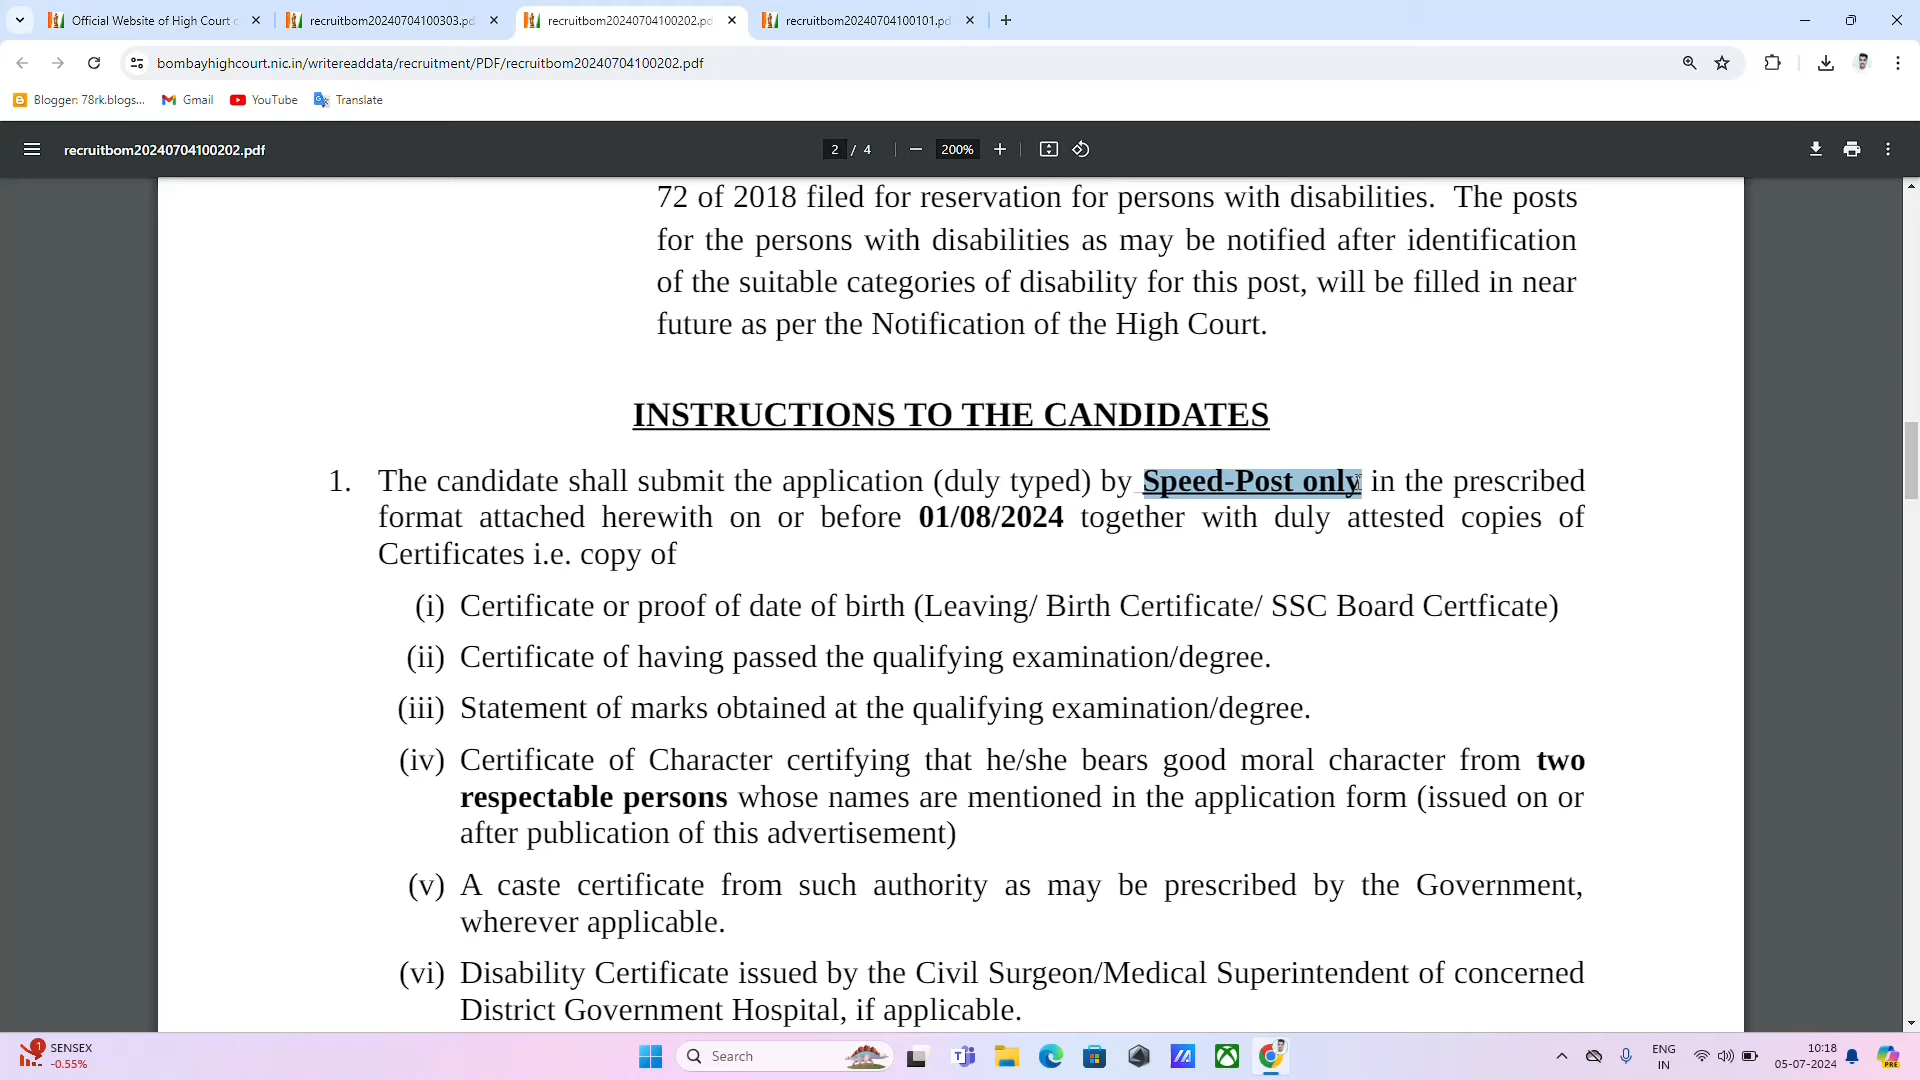 Official Website of High Court o
recruitbom20240704100303.pd
recruitbom20240704100202.pd
recruitbom20240704100101.pd
bombayhighcourt.nic.in/writereaddata/recruitment/PDF/recruitbom20240704100202.pdf
Blogger: 78rk.blogs...
Gmail
YouTube
Translate
recruitbom20240704100202.pdf
2 / 4
200%
72 of 2018 filed for reservation for persons with disabilities. The posts
for the persons with disabilities as may be notified after identification
of the suitable categories of disability for this post, will be filled in near
future as per the Notification of the High Court.
INSTRUCTIONS TO THE CANDIDATES
1. The candidate shall submit the application (duly typed) by Speed-Post only in the prescribed
format attached herewith on or before 01/08/2024 together with duly attested copies of
Certificates i.e. copy of
(i) Certificate or proof of date of birth (Leaving/ Birth Certificate/ SSC Board Certficate)
(ii) Certificate of having passed the qualifying examination/degree.
(iii) Statement of marks obtained at the qualifying examination/degree.
(iv) Certificate of Character certifying that he/she bears good moral character from two
respectable persons whose names are mentioned in the application form (issued on or
after publication of this advertisement)
(v) A caste certificate from such authority as may be prescribed by the Government,
wherever applicable.
(vi) Disability Certificate issued by the Civil Surgeon/Medical Superintendent of concerned
District Government Hospital, if applicable.
1
SENSEX
-0.55%
Search
ENG
IN
10:18
05-07-2024
PRE